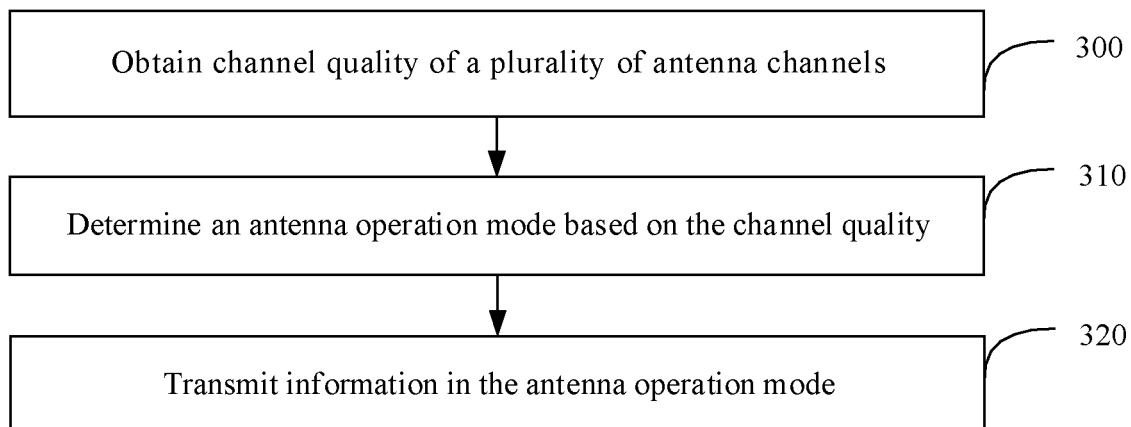 Obtain channel quality of a plurality of antenna channels
300
Determine an antenna operation mode based on the channel quality
310
Transmit information in the antenna operation mode
320